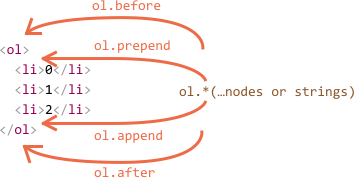 ol.before
ol.prepend
<ol>
<li>0</li>
<li>1</li>
<li>2</li>
</ol>
ol.*(…nodes or strings)
ol.append
ol.after